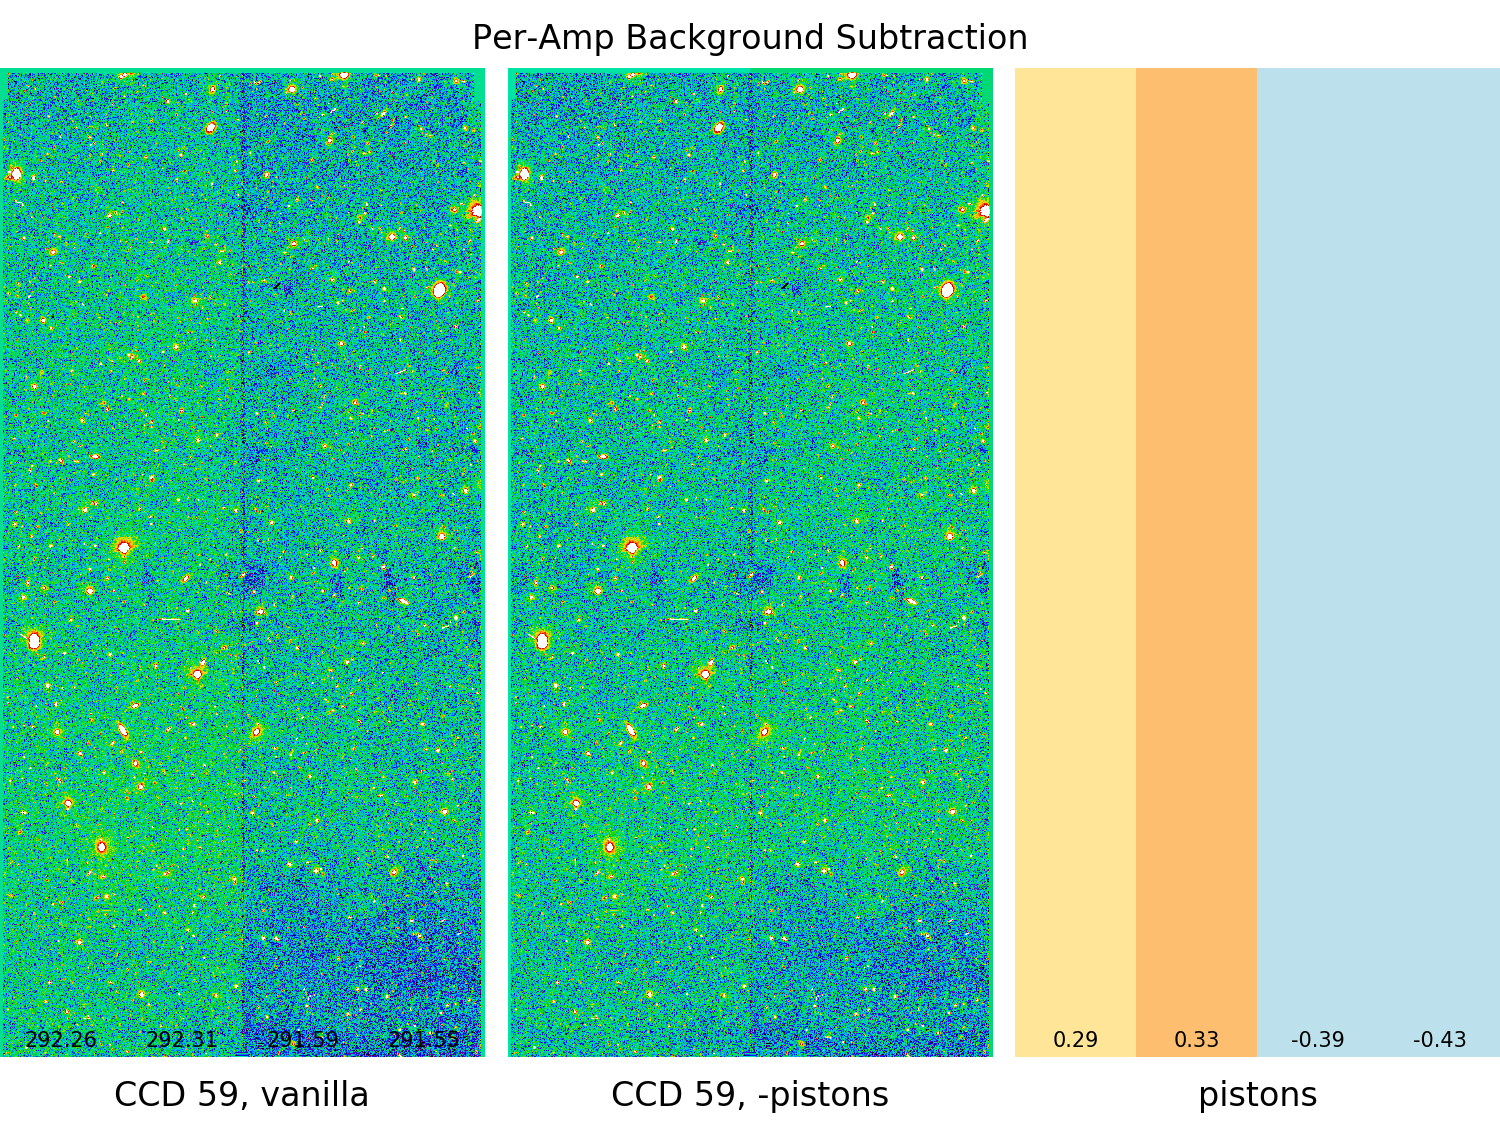 Per-Amp Background Subtraction
292.26 292.31 291.59 291.55
0.29 0.33 -0.39 -0.43
CCD 59, vanilla
CCD 59, -pistons
pistons